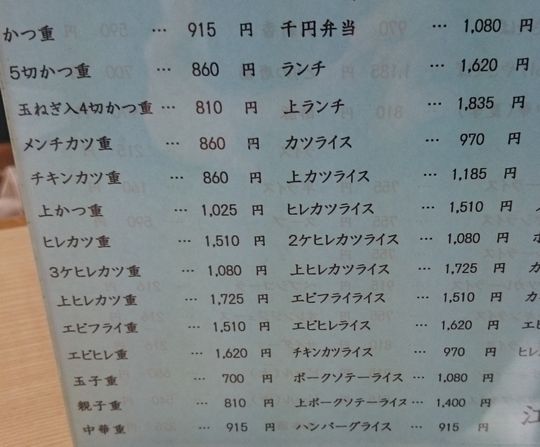 かつ重 … 915 円
5切かつ重 … 860 円
玉ねぎ入4切かつ重 … 810 円
メンチカツ重 … 860 円
チキンカツ重 … 860 円
上かつ重 … 1,025 円
ヒレカツ重 … 1,510 円
3ケヒレカツ重 … 1,080 円
上ヒレカツ重 … 1,725 円
エビフライ重 … 1,510 円
エビヒレ重 … 1,620 円
玉子重 … 700 円
親子重 … 810 円
中華重 … 915 円
千円弁当 … 1,080 円
ランチ … 1,620 円
上ランチ … 1,835 円
カツライス … 970 円
上カツライス … 1,185 円
ヒレカツライス … 1,510 円
2ケヒレカツライス … 1,080 円
上ヒレカツライス … 1,725 円
エビフライライス … 1,510 円
エビヒレライス … 1,620 円
チキンカツライス … 970 円
ポークソテーライス … 1,080 円
上ポークソテーライス … 1,400 円
ハンバーグライス … 915 円
江